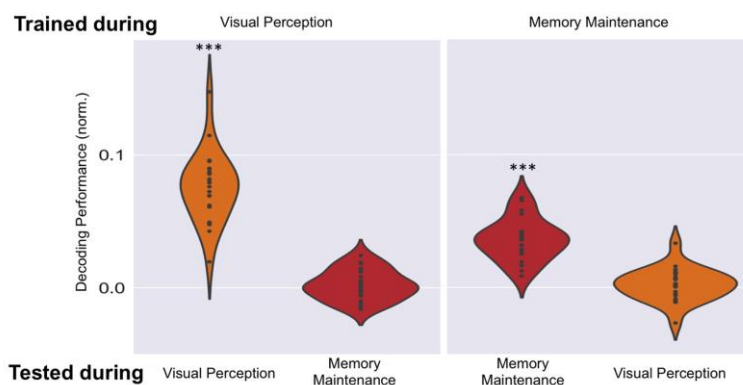 Trained during Visual Perception Memory Maintenance
***
0.1
***
Decoding Performance (norm.)
0.0
Tested during Visual Perception Memory Maintenance Memory Maintenance Visual Perception